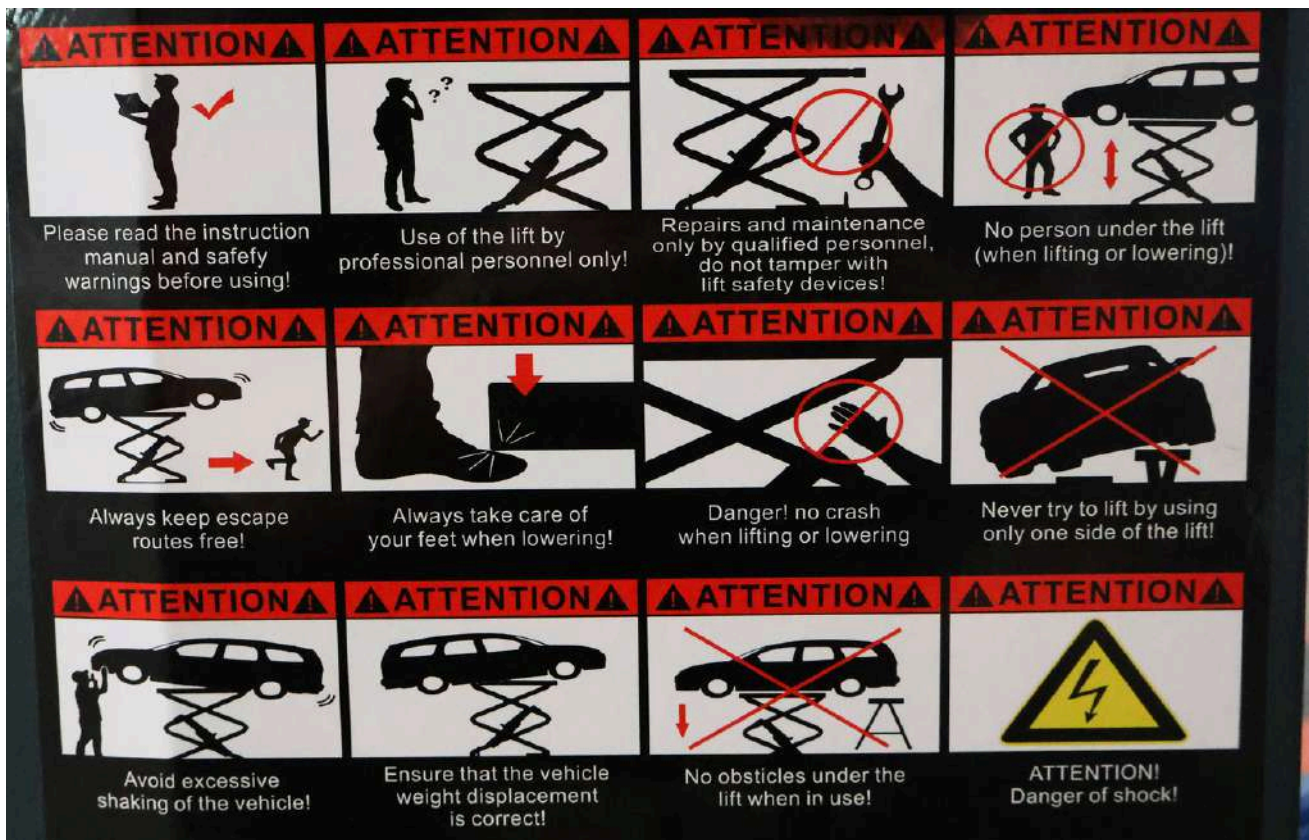 ATTENTION
Please read the instruction
manual and safefy
warnings before using!
ATTENTION
? ?
Use of the lift by
professional personnel only!
ATTENTION
Repairs and maintenance
only by qualified personnel,
do not tamper with
lift safety devices!
ATTENTION
No person under the lift
(when lifting or lowering)!
ATTENTION
Always keep escape
routes free!
ATTENTION
Always take care of
your feet when lowering!
ATTENTION
Danger! no crash
when lifting or lowering
ATTENTION
Never try to lift by using
only one side of the lift!
ATTENTION
Avoid excessive
shaking of the vehicle!
ATTENTION
Ensure that the vehicle
weight displacement
is correct!
ATTENTION
No obsticles under the
lift when in use!
ATTENTION
ATTENTION!
Danger of shock!